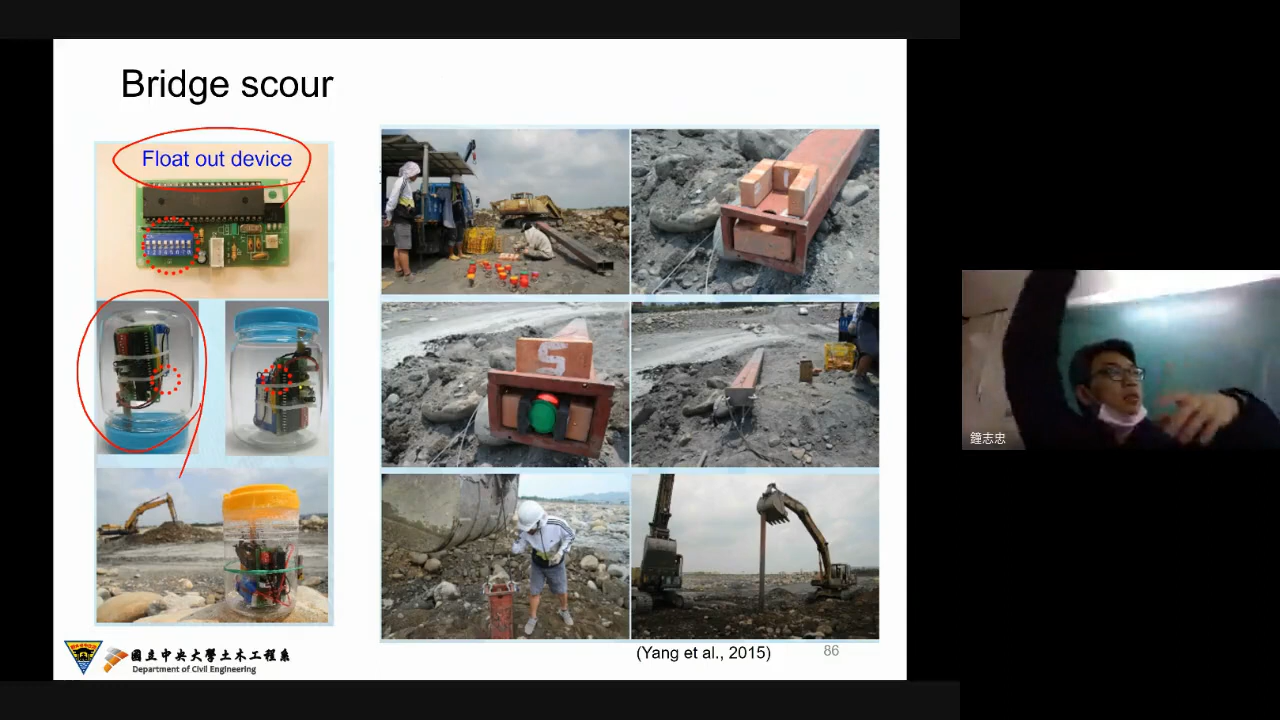 Bridge scour
Float out device
S
國立中央大學土木工程系
Department of Civil Engineering
(Yang et al., 2015)
86
鐘志忠